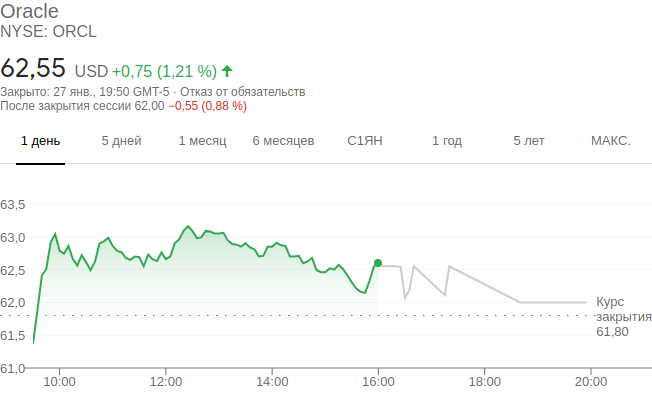 Oracle
NYSE: ORCL
62,55 USD +0,75 (1,21 %)
Закрыто: 27 янв., 19:50 GMT-5 · Отказ от обязательств
После закрытия сессии 62,00 −0,55 (0,88 %)
1 день 5 дней 1 месяц 6 месяцев С1ЯН 1 год 5 лет МАКС.
63,5
63,0
62,5
62,0
Курс
закрытия
61,80
61,5
61,0
10:00 12:00 14:00 16:00 18:00 20:00